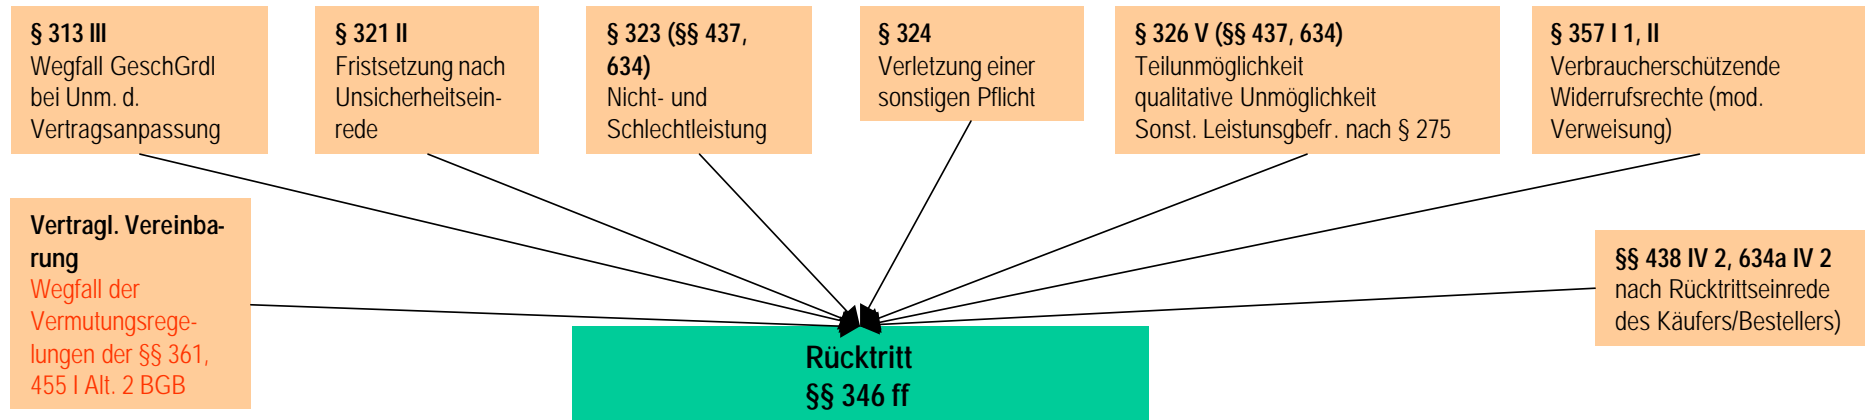 § 313 III
Wegfall GeschGrdl
bei Unm. d.
Vertragsanpassung
§ 321 II
Fristsetzung nach
Unsicherheitsein-
rede
§ 323 (§§ 437,
634)
Nicht- und
Schlechtleistung
§ 324
Verletzung einer
sonstigen Pflicht
§ 326 V (§§ 437, 634)
Teilunmöglichkeit
qualitative Unmöglichkeit
Sonst. Leistunsgbefr. nach § 275
§ 357 I 1, II
Verbraucherschützende
Widerrufsrechte (mod.
Verweisung)
Vertragl. Vereinba-
rung
Wegfall der
Vermutungsrege-
lungen der §§ 361,
455 I Alt. 2 BGB
§§ 438 IV 2, 634a IV 2
nach Rücktrittseinrede
des Käufers/Bestellers)
Rücktritt
§§ 346 ff